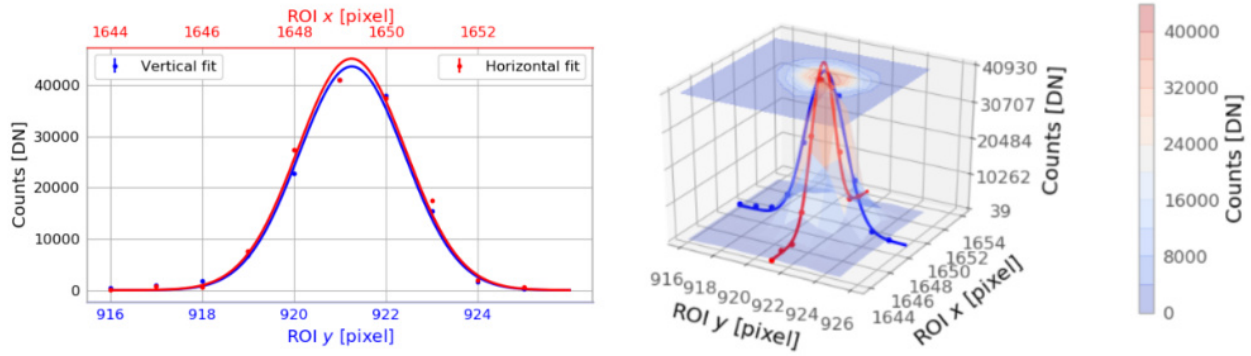 ROI x [pixel]
1644 1646 1648 1650 1652
Vertical fit
Horizontal fit
Counts [DN]
40000
30000
20000
10000
0
916 918 920 922 924
ROI y [pixel]
40930
30707
20484
10262
39
Counts [DN]
916 918 920 922 924 926
ROI y [pixel]
1654
1652
1650
1648
1646
1644
ROI x [pixel]
40000
32000
24000
16000
8000
0
Counts [DN]